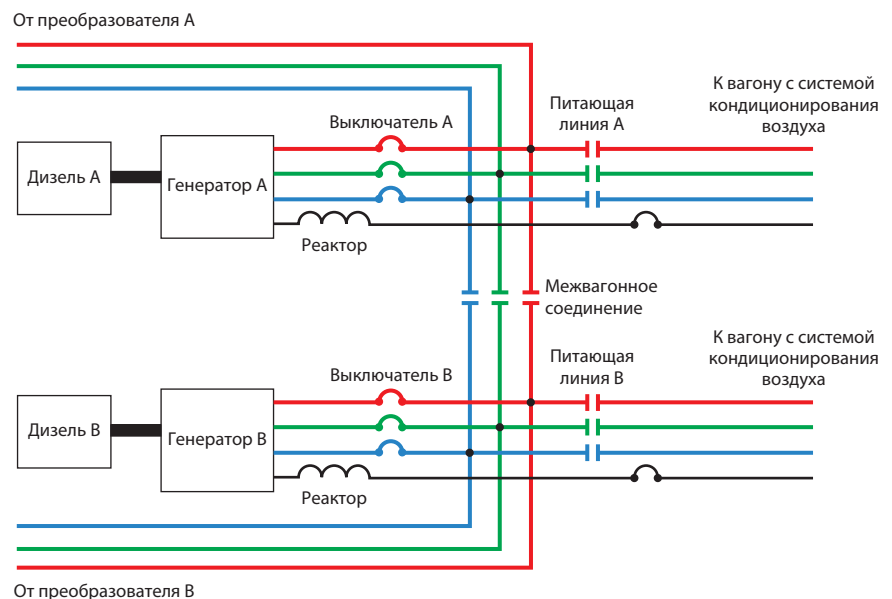 От преобразователя А
К вагону с системой
кондиционирования
воздуха
Питающая
линия А
Выключатель А
Дизель А
Генератор А
Реактор
Межвагонное
соединение
К вагону с системой
кондиционирования
воздуха
Питающая
линия В
Выключатель В
Дизель В
Генератор В
Реактор
От преобразователя В